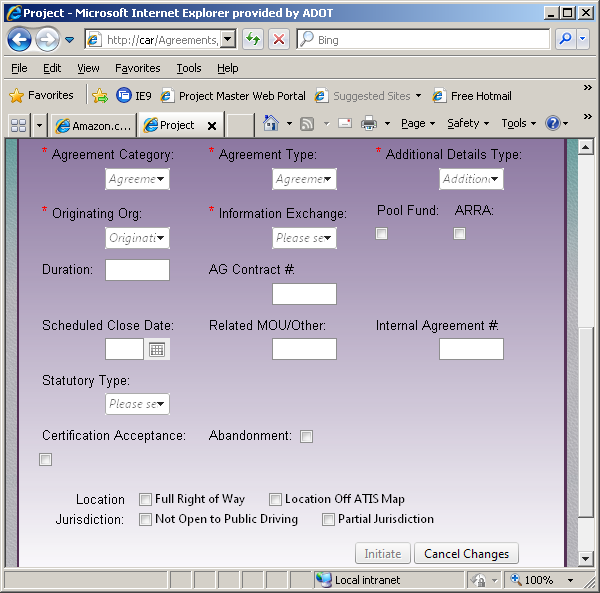 Project - Microsoft Internet Explorer provided by ADOT
http://car/Agreements,
Bing
File Edit View Favorites Tools Help
Favorites IE9 Project Master Web Portal Suggested Sites Free Hotmail »
Amazon.c... Project X Page Safety Tools »
* Agreement Category: * Agreement Type: * Additional Details Type:
Agreeme Agreemer Addition
* Originating Org: * Information Exchange: Pool Fund: ARRA:
Originati Please se
Duration: AG Contract #:
Scheduled Close Date: Related MOU/Other: Internal Agreement #:
Statutory Type:
Please se
Certification Acceptance: Abandonment:
Location Full Right of Way Location Off ATIS Map
Jurisdiction: Not Open to Public Driving Partial Jurisdiction
Initiate Cancel Changes
Local intranet 100%